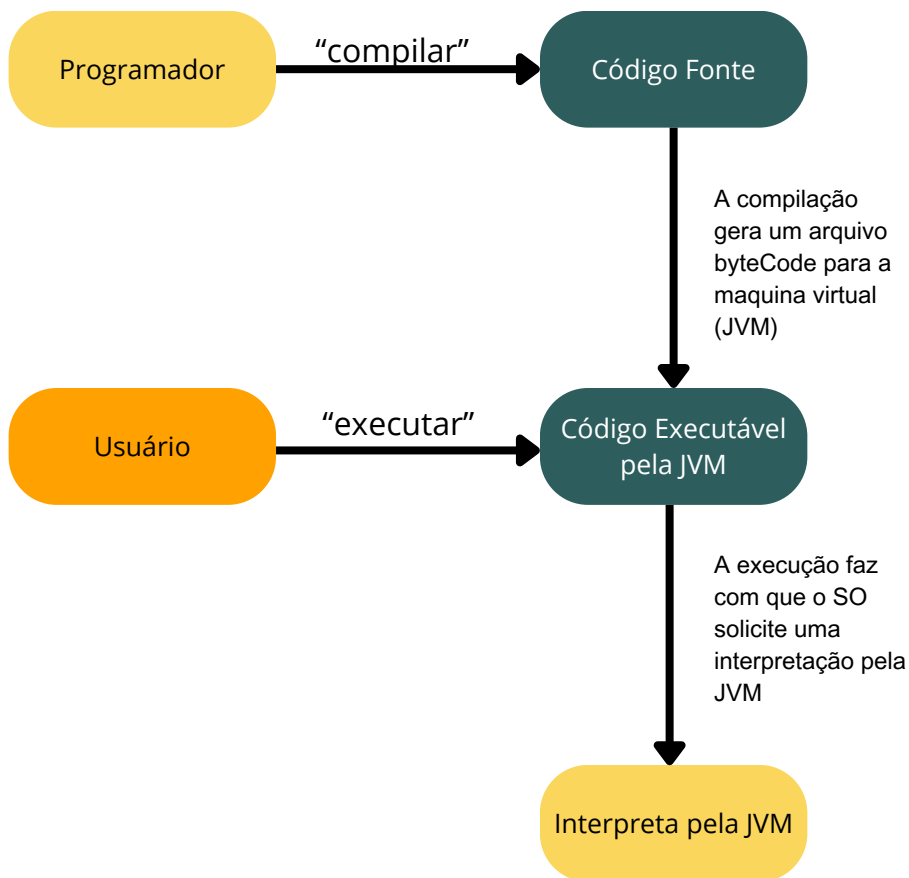 Programador
“compilar”
Código Fonte
A compilação
gera um arquivo
byteCode para a
maquina virtual
(JVM)
Usuário
“executar”
Código Executável
pela JVM
A execução faz
com que o SO
solicite uma
interpretação pela
JVM
Interpreta pela JVM